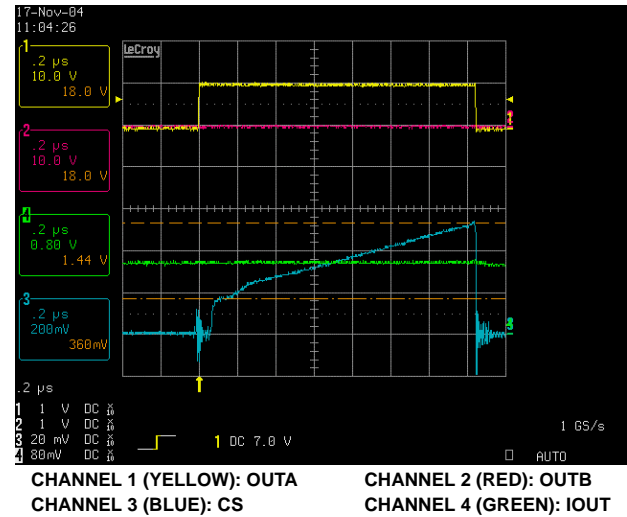 17-Nov-04
11:04:26
LeCroy
1
.2 µs
10.0 V
18.0 V
2
.2 µs
10.0 V
18.0 V
4
.2 µs
0.80 V
1.44 V
3
.2 µs
200mV
360mV
.2 µs
1 1 V DC
2 1 V DC
3 20 mV DC
4 80mV DC
1 DC 7.0 V
1 GS/s
AUTO
CHANNEL 1 (YELLOW): OUTA
CHANNEL 2 (RED): OUTB
CHANNEL 3 (BLUE): CS
CHANNEL 4 (GREEN): IOUT